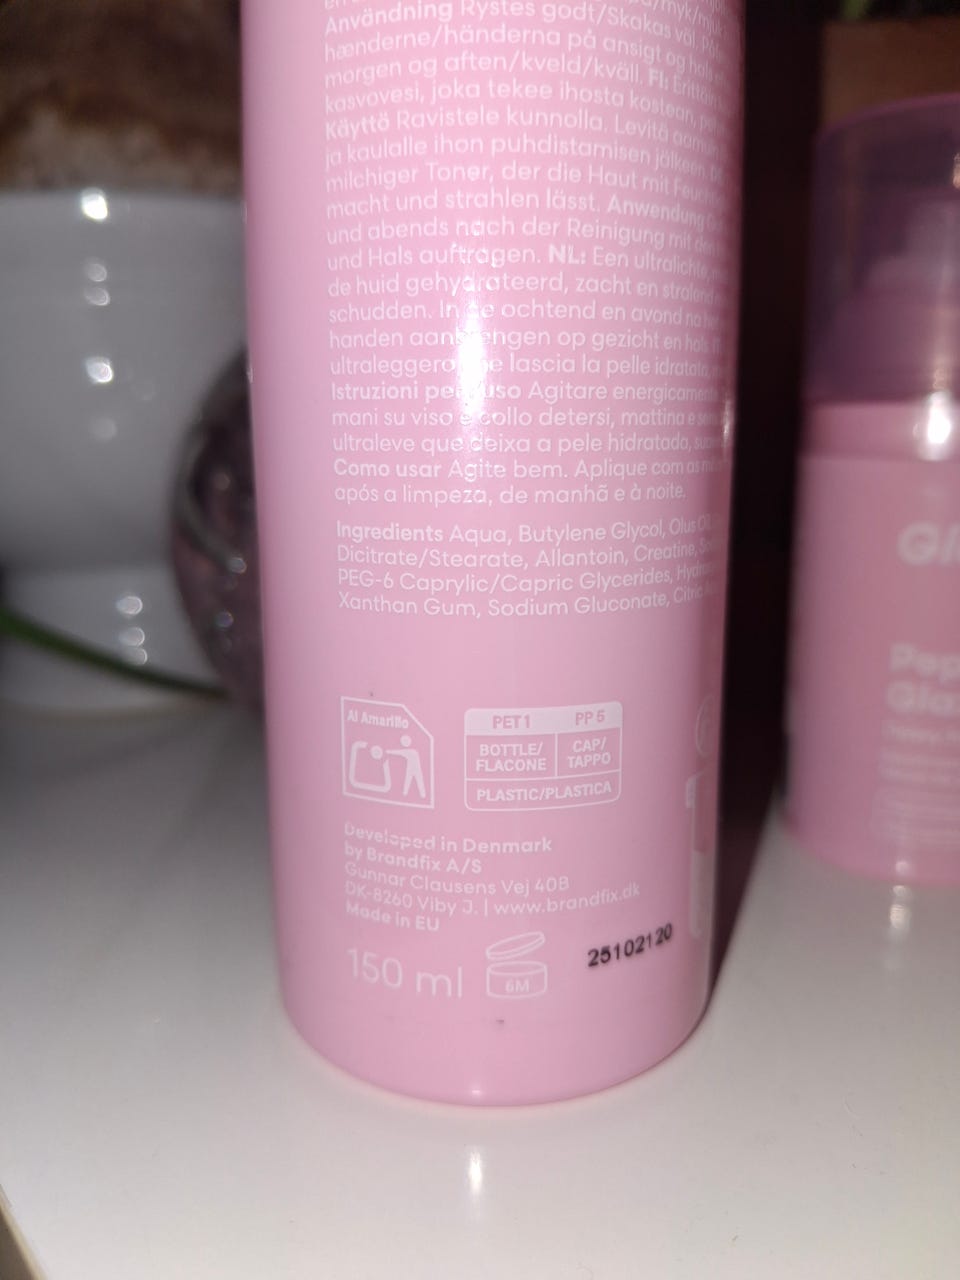 Användning Rystes godt/Skakas väl.
hænderne/händerna på ansigt og hals
morgen og aften/kveld/kväll. FI:
kasvovesi, joka tekee ihosta kostean,
Käyttö Ravistele kunnolla. Levitä
ja kaulalle ihon puhdistamisen jälkeen.
milchiger Toner, der die Haut mit
macht und strahlen lässt. Anwendung
und abends nach der Reinigung mit den
und Hals auftragen. NL: Een ultralichte,
de huid gehydrateerd, zacht en stralend
schudden. In de ochtend en avond na het
handen aanbrengen op gezicht en hals. IT
ultraleggero che lascia la pelle idratata,
Istruzioni per l'uso Agitare energicamente
mani su viso e collo detersi, mattina e
ultraleve que deixa a pele hidratada,
Como usar Agite bem. Aplique com as
após a limpeza, de manhã e à noite.
Ingredients Aqua, Butylene Glycol, Olus Oil,
Dicitrate/Stearate, Allantoin, Creatine,
PEG-6 Caprylic/Capric Glycerides,
Xanthan Gum, Sodium Gluconate, Citric
Al Amarillo
PET 1 PP 5
BOTTLE/ CAP/
FLACONE TAPPO
PLASTIC/PLASTICA
Developed in Denmark
by Brandfix A/S
Gunnar Clausens Vej 40B
DK-8260 Viby J. | www.brandfix.dk
Made in EU
150 ml
6M
25102120